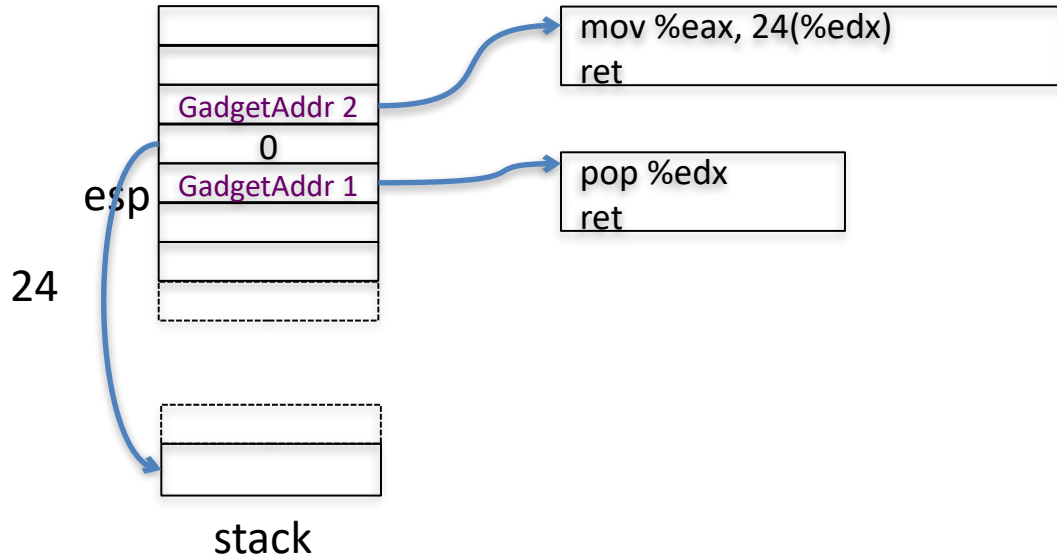 mov %eax, 24(%edx)
ret
GadgetAddr 2
0
pop %edx
ret
GadgetAddr 1
esp
24
stack